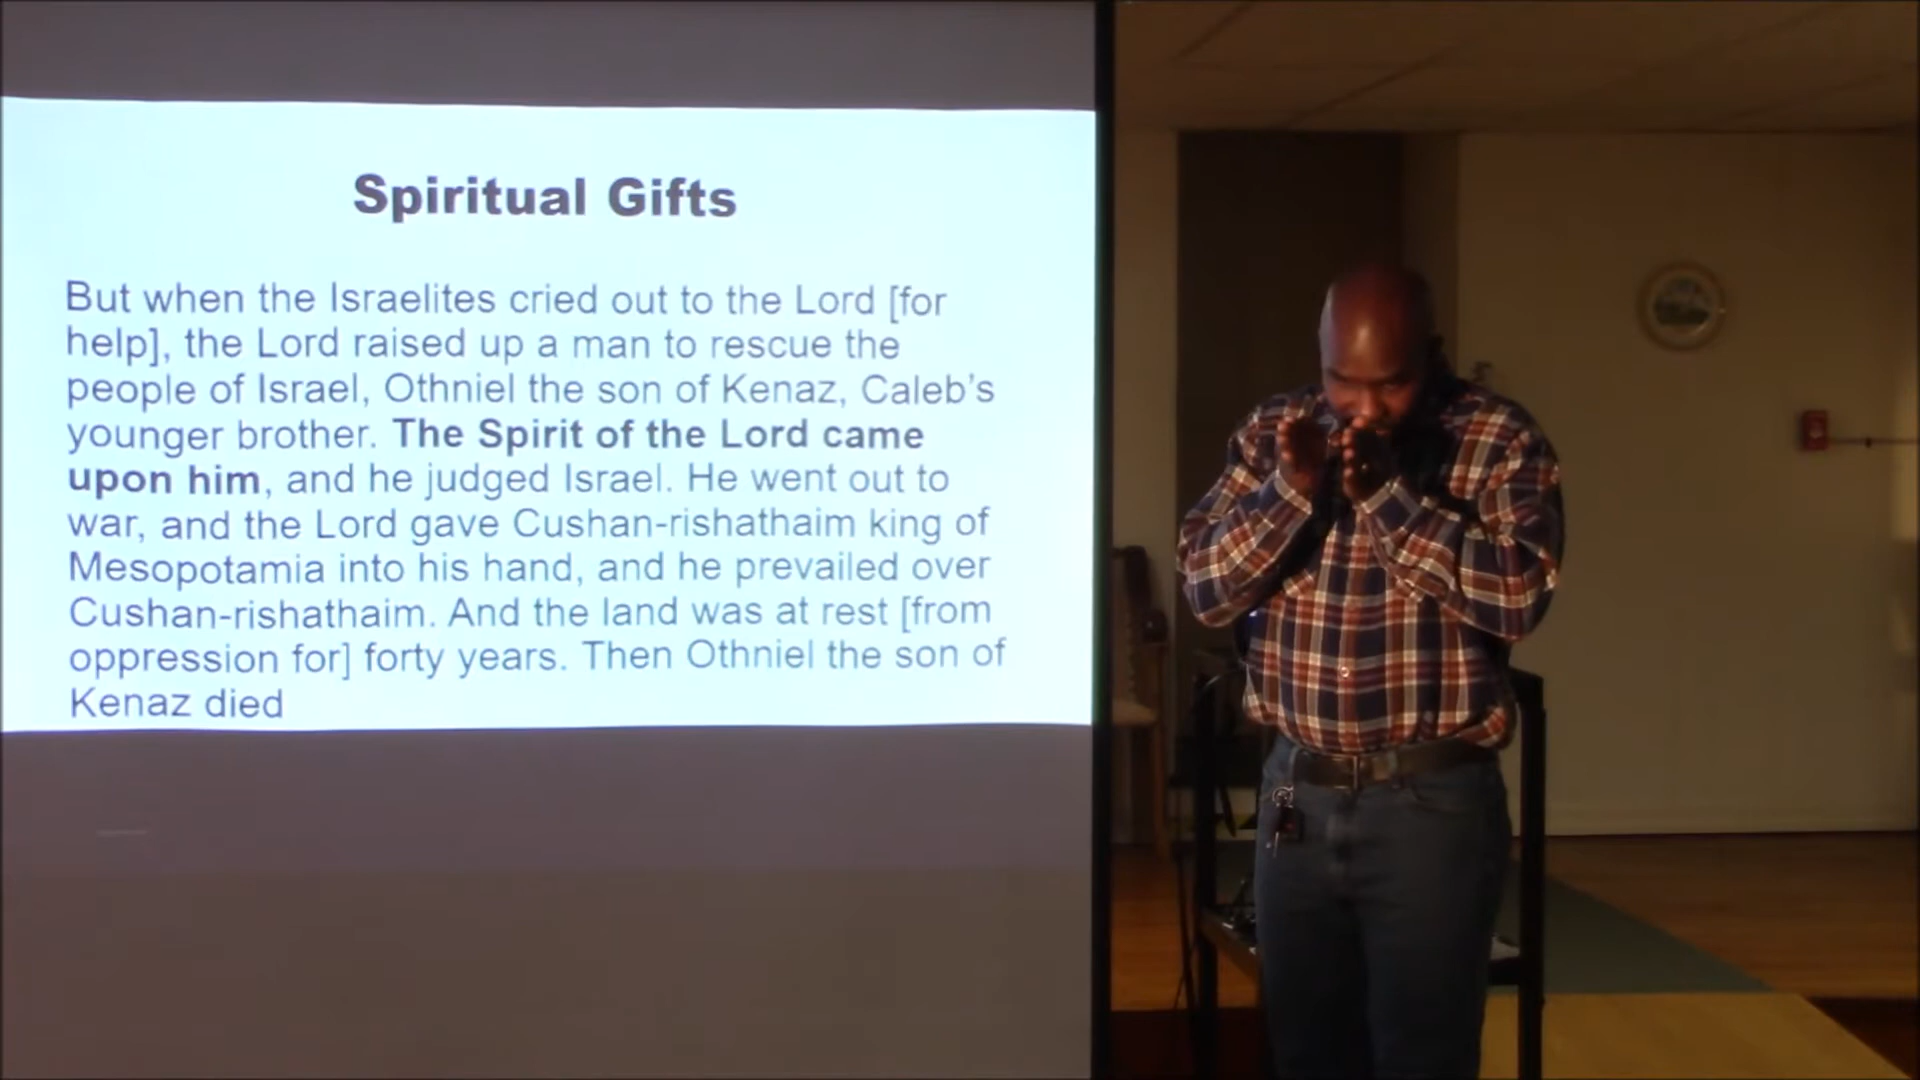 Spiritual Gifts
But when the Israelites cried out to the Lord [for
help], the Lord raised up a man to rescue the
people of Israel, Othniel the son of Kenaz, Caleb’s
younger brother. The Spirit of the Lord came
upon him, and he judged Israel. He went out to
war, and the Lord gave Cushan-rishathaim king of
Mesopotamia into his hand, and he prevailed over
Cushan-rishathaim. And the land was at rest [from
oppression for] forty years. Then Othniel the son of
Kenaz died